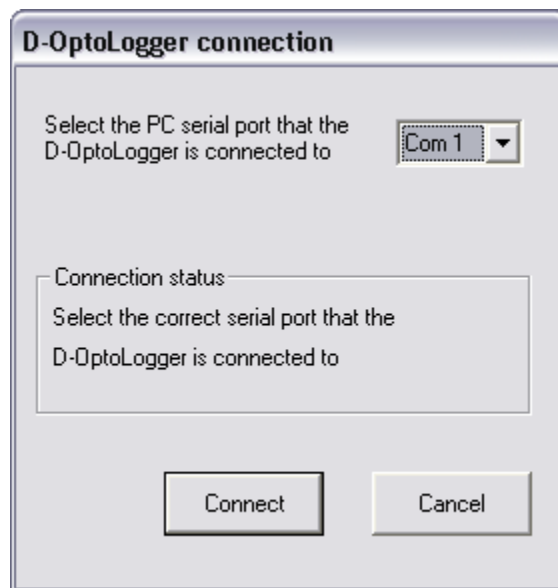 D-OptoLogger connection
Select the PC serial port that the
D-OptoLogger is connected to
Com 1
Connection status
Select the correct serial port that the
D-OptoLogger is connected to
Connect
Cancel